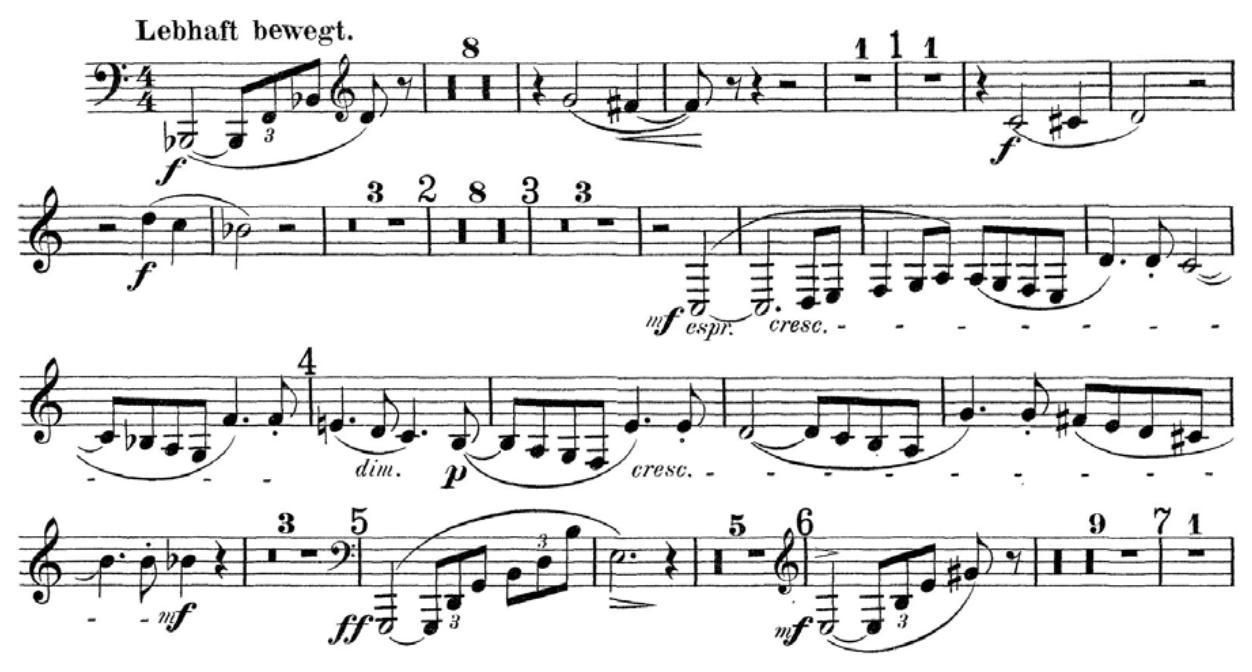 Lebhaft bewegt.
8 1 1 1
4 4 3 f f
3 2 8 3 3
f mf espr. cresc.
4
dim. p cresc.
3 5 3 5 6 9 7 1
mf ff 3 mf 3